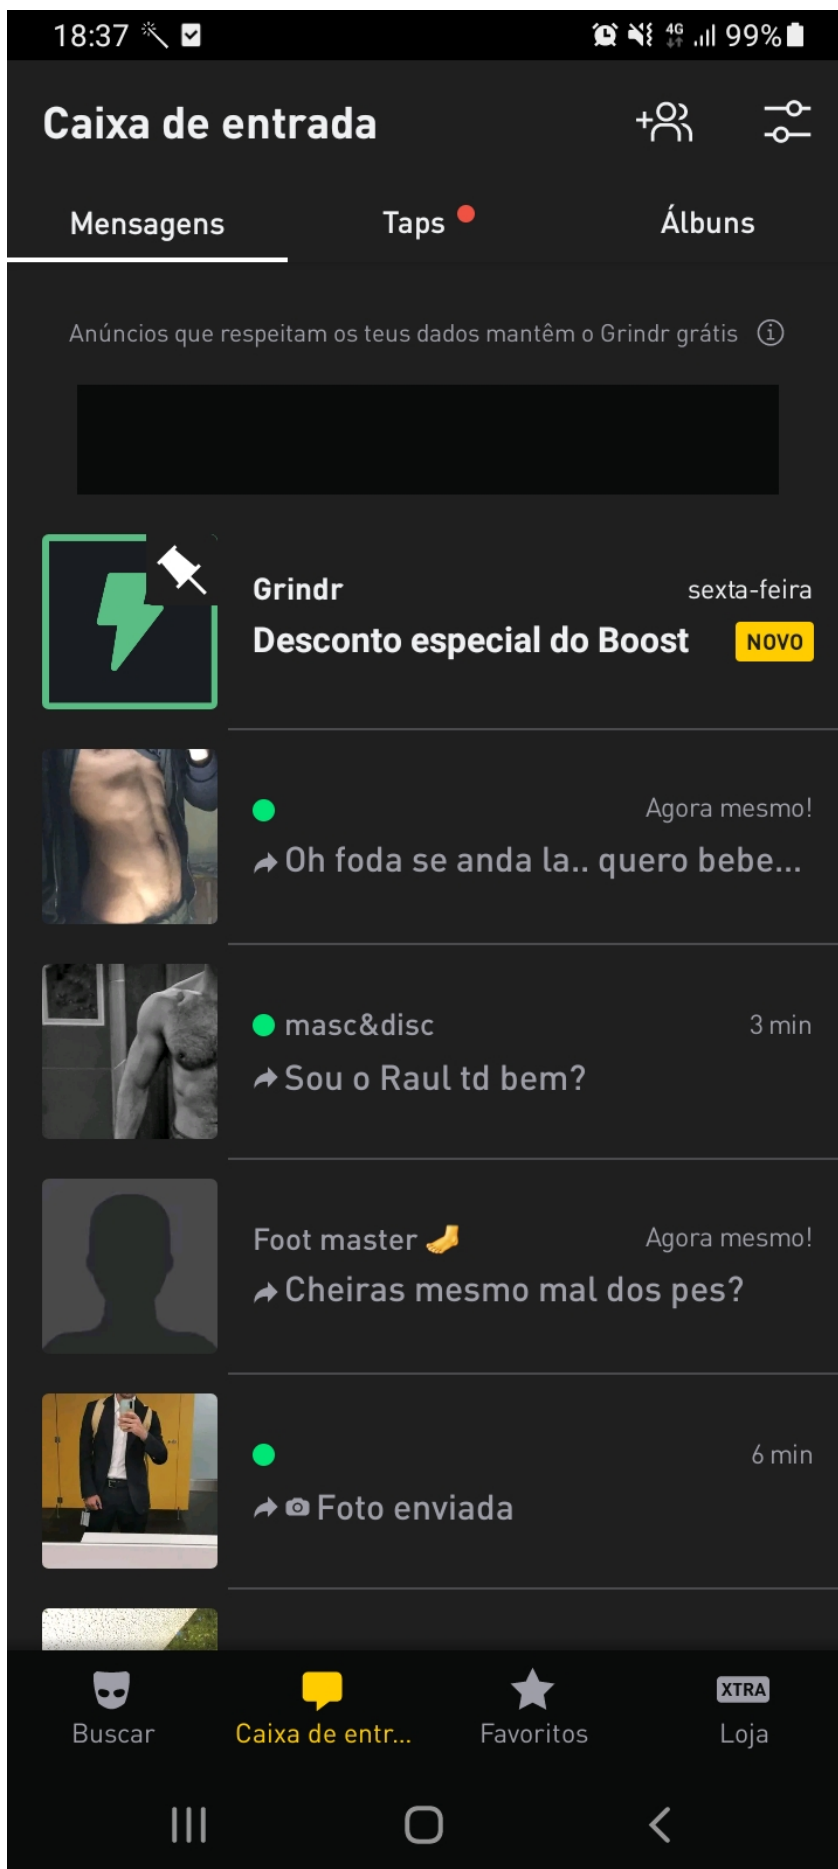 18:37 4G 99%
Caixa de entrada
Mensagens Taps Álbuns
Anúncios que respeitam os teus dados mantêm o Grindr grátis
Grindr sexta-feira
Desconto especial do Boost NOVO
Agora mesmo!
Oh foda se anda la.. quero bebe...
masc&disc 3 min
Sou o Raul td bem?
Foot master Agora mesmo!
Cheiras mesmo mal dos pes?
6 min
Foto enviada
XTRA
Buscar Caixa de entr... Favoritos Loja